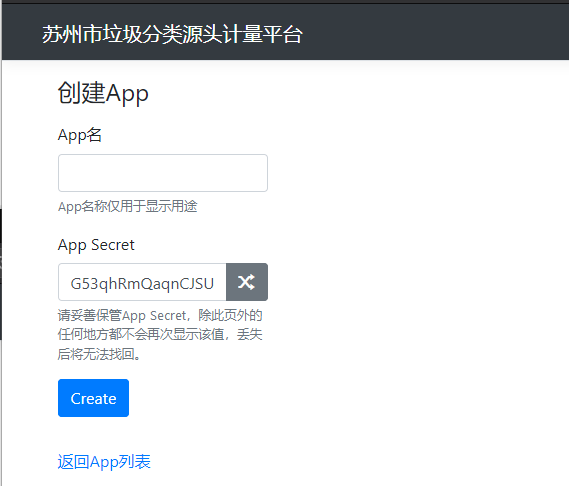 苏州市垃圾分类源头计量平台
创建App
App名
App名称仅用于显示用途
App Secret
G53qhRmQaqnCJSU
请妥善保管App Secret，除此页外的
任何地方都不会再次显示该值，丢失
后将无法找回。
Create
返回App列表